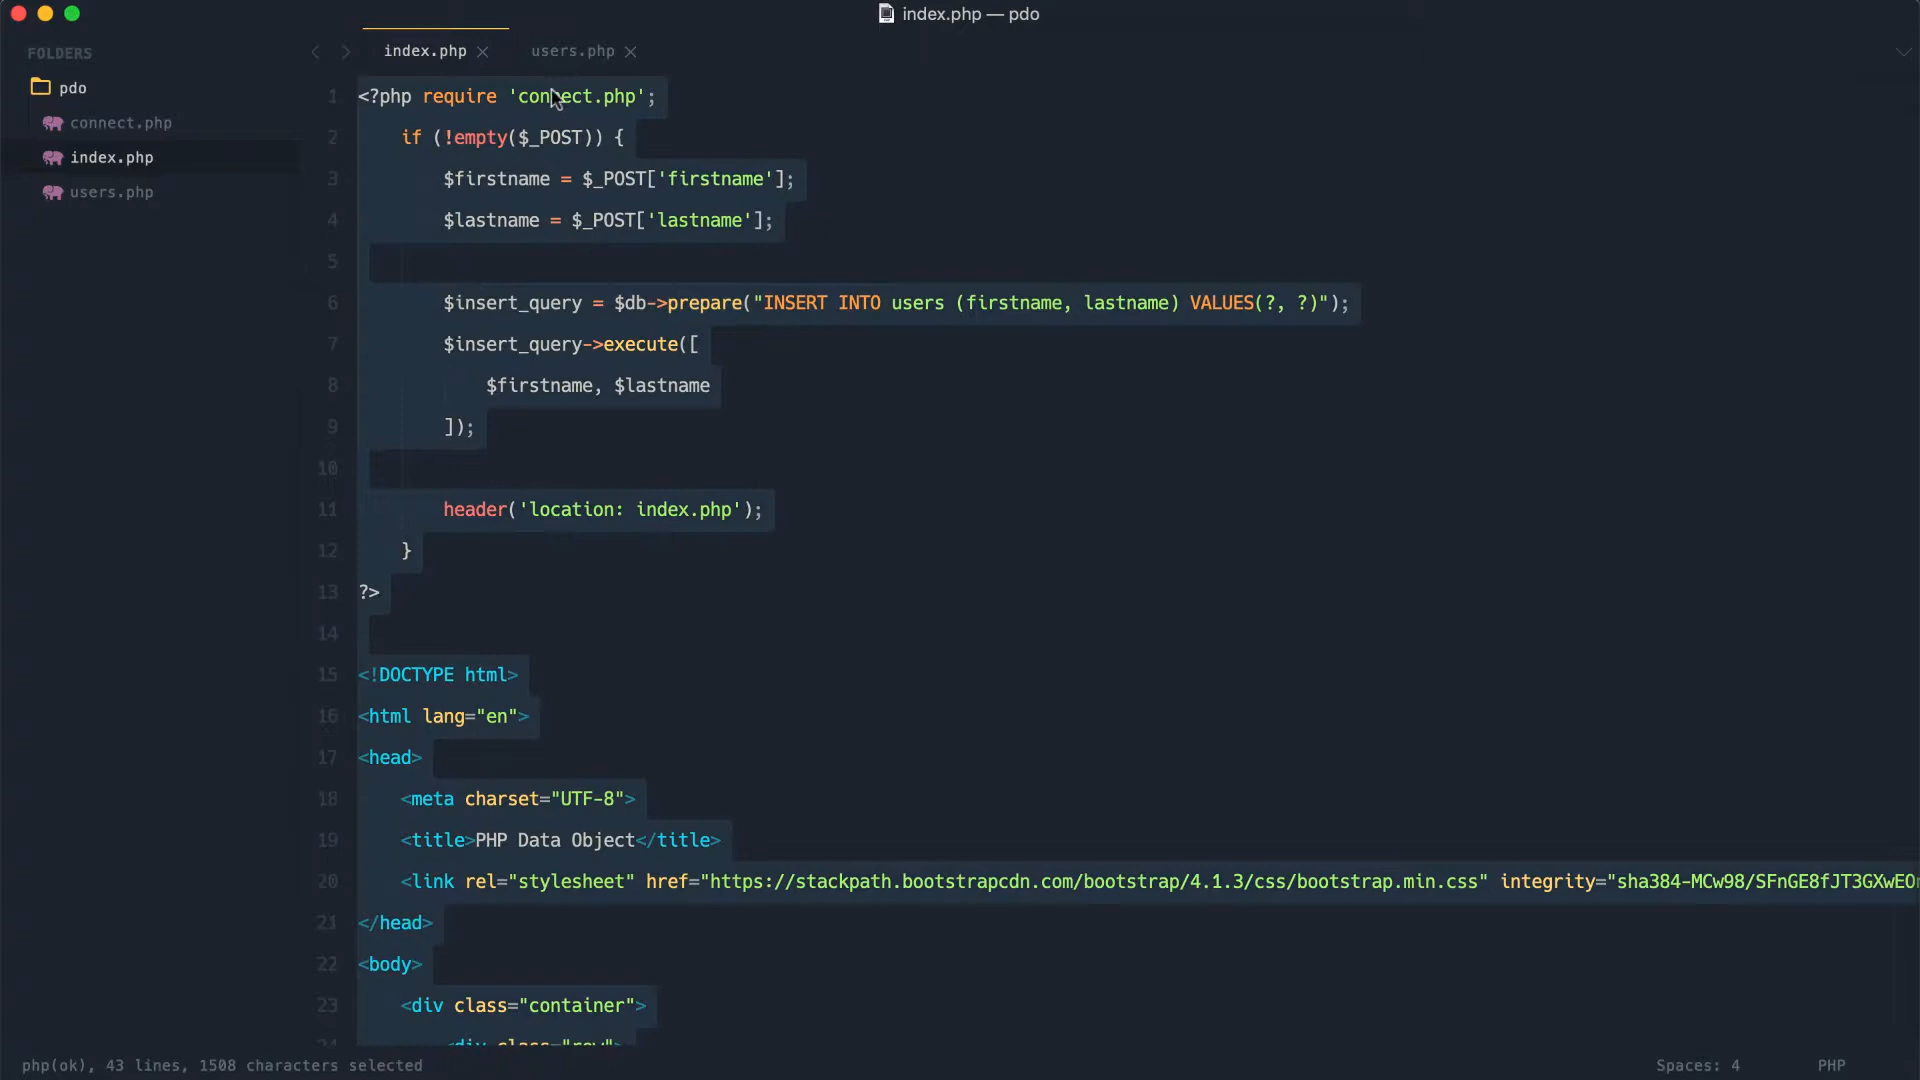 index.php — pdo
FOLDERS
pdo
connect.php
index.php
users.php
index.php
users.php
1 <?php require 'connect.php';
2 if (!empty($_POST)) {
3 $firstname = $_POST['firstname'];
4 $lastname = $_POST['lastname'];
5
6 $insert_query = $db->prepare("INSERT INTO users (firstname, lastname) VALUES(?, ?)");
7 $insert_query->execute([
8 $firstname, $lastname
9 ]);
10
11 header('location: index.php');
12 }
13 ?>
14
15 <!DOCTYPE html>
16 <html lang="en">
17 <head>
18 <meta charset="UTF-8">
19 <title>PHP Data Object</title>
20 <link rel="stylesheet" href="https://stackpath.bootstrapcdn.com/bootstrap/4.1.3/css/bootstrap.min.css" integrity="sha384-MCw98/SFnGE8fJT3GXwEO
21 </head>
22 <body>
23 <div class="container">
24 <div class="row">
php(ok), 43 lines, 1508 characters selected
Spaces: 4
PHP